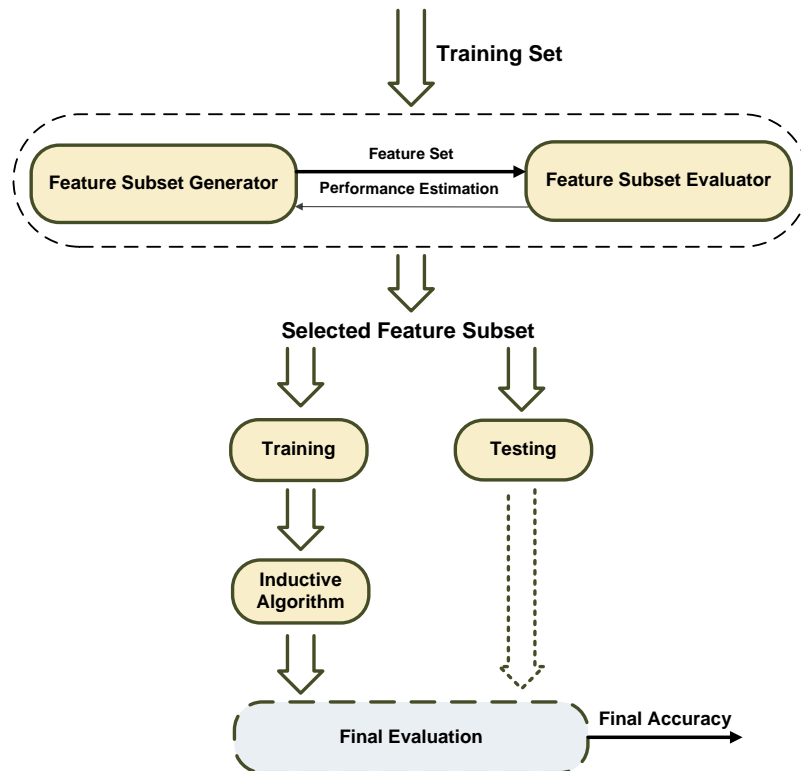 Training Set
Feature Set
Feature Subset Generator
Performance Estimation
Feature Subset Evaluator
Selected Feature Subset
Training
Testing
Inductive
Algorithm
Final Evaluation
Final Accuracy